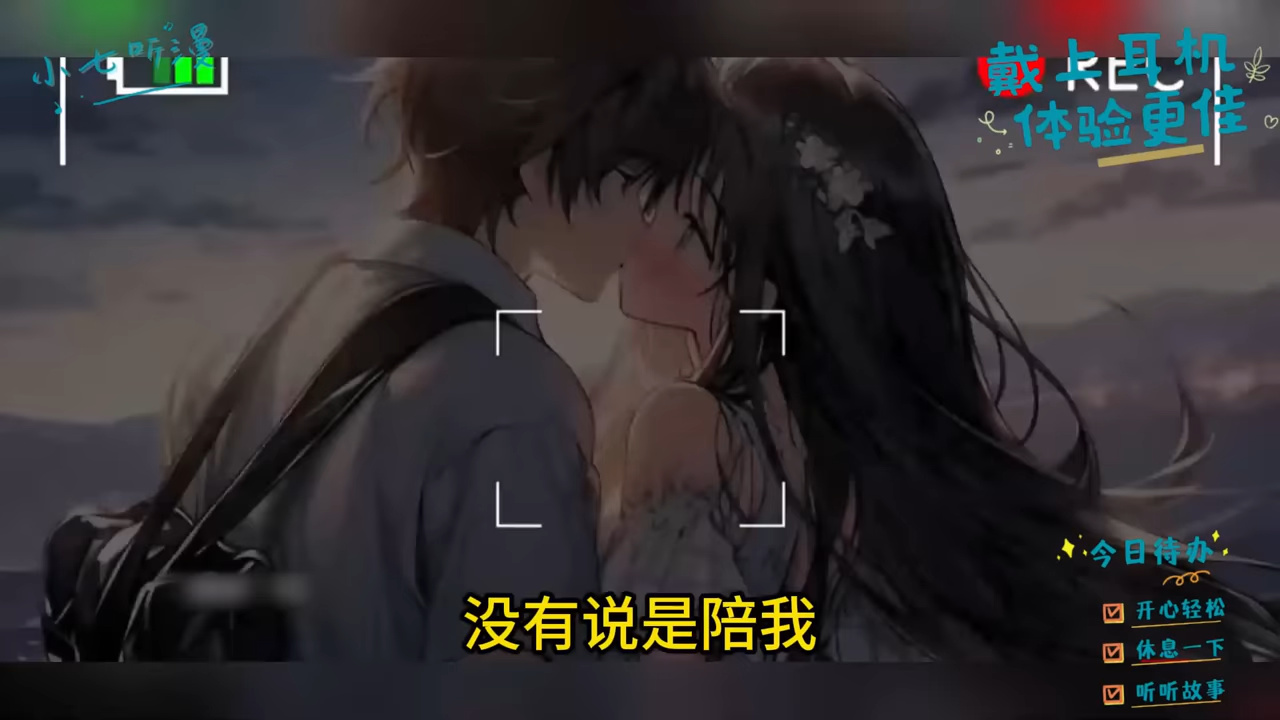 小七听漫
戴上耳机
REC
体验更佳
今日待办
开心轻松
休息一下
听听故事
没有说是陪我